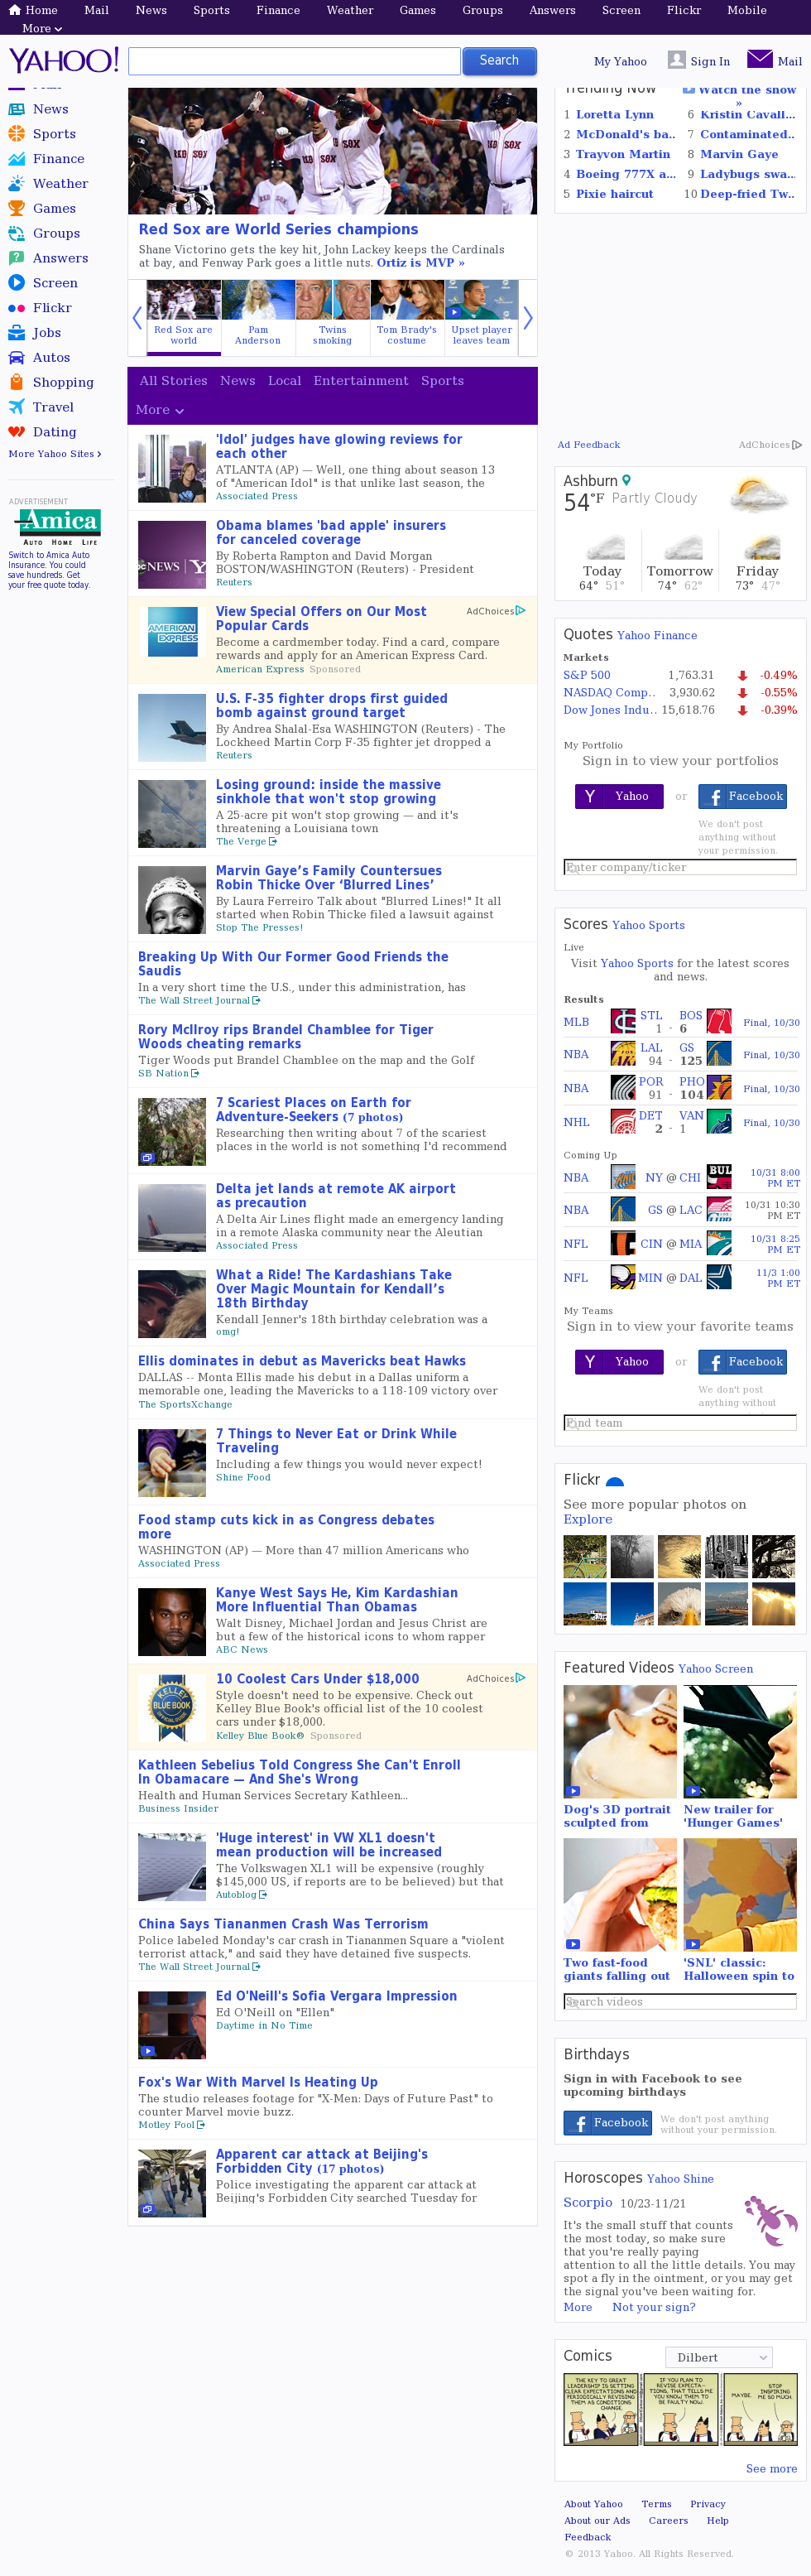 Home Mail News Sports Finance Weather Games Groups Answers Screen Flickr Mobile
More
YAHOO!
Search
My Yahoo Sign In Mail
News
Sports
Finance
Weather
Games
Groups
Answers
Screen
Flickr
Jobs
Autos
Shopping
Travel
Dating
More Yahoo Sites
ADVERTISEMENT
Amica
AUTO HOME LIFE
Switch to Amica Auto
Insurance. You could
save hundreds. Get
your free quote today.
Red Sox are World Series champions
Shane Victorino gets the key hit, John Lackey keeps the Cardinals
at bay, and Fenway Park goes a little nuts. Ortiz is MVP »
Red Sox are
world
Pam
Anderson
Twins
smoking
Tom Brady's
costume
Upset player
leaves team
All Stories News Local Entertainment Sports
More
'Idol' judges have glowing reviews for
each other
ATLANTA (AP) — Well, one thing about season 13
of "American Idol" is that unlike last season, the
Associated Press
Obama blames 'bad apple' insurers
for canceled coverage
By Roberta Rampton and David Morgan
BOSTON/WASHINGTON (Reuters) - President
Reuters
View Special Offers on Our Most
Popular Cards
AdChoices
Become a cardmember today. Find a card, compare
rewards and apply for an American Express Card.
American Express Sponsored
U.S. F-35 fighter drops first guided
bomb against ground target
By Andrea Shalal-Esa WASHINGTON (Reuters) - The
Lockheed Martin Corp F-35 fighter jet dropped a
Reuters
Losing ground: inside the massive
sinkhole that won't stop growing
A 25-acre pit won't stop growing — and it's
threatening a Louisiana town
The Verge
Marvin Gaye’s Family Countersues
Robin Thicke Over ‘Blurred Lines’
By Laura Ferreiro Talk about "Blurred Lines!" It all
started when Robin Thicke filed a lawsuit against
Stop The Presses!
Breaking Up With Our Former Good Friends the
Saudis
In a very short time the U.S., under this administration, has
The Wall Street Journal
Rory McIlroy rips Brandel Chamblee for Tiger
Woods cheating remarks
Tiger Woods put Brandel Chamblee on the map and the Golf
SB Nation
7 Scariest Places on Earth for
Adventure-Seekers (7 photos)
Researching then writing about 7 of the scariest
places in the world is not something I'd recommend
Delta jet lands at remote AK airport
as precaution
A Delta Air Lines flight made an emergency landing
in a remote Alaska community near the Aleutian
Associated Press
What a Ride! The Kardashians Take
Over Magic Mountain for Kendall’s
18th Birthday
Kendall Jenner's 18th birthday celebration was a
omg!
Ellis dominates in debut as Mavericks beat Hawks
DALLAS -- Monta Ellis made his debut in a Dallas uniform a
memorable one, leading the Mavericks to a 118-109 victory over
The SportsXchange
7 Things to Never Eat or Drink While
Traveling
Including a few things you would never expect!
Shine Food
Food stamp cuts kick in as Congress debates
more
WASHINGTON (AP) — More than 47 million Americans who
Associated Press
Kanye West Says He, Kim Kardashian
More Influential Than Obamas
Walt Disney, Michael Jordan and Jesus Christ are
but a few of the historical icons to whom rapper
ABC News
10 Coolest Cars Under $18,000
AdChoices
Style doesn't need to be expensive. Check out
Kelley Blue Book's official list of the 10 coolest
cars under $18,000.
Kelley Blue Book® Sponsored
Kathleen Sebelius Told Congress She Can't Enroll
In Obamacare — And She's Wrong
Health and Human Services Secretary Kathleen...
Business Insider
'Huge interest' in VW XL1 doesn't
mean production will be increased
The Volkswagen XL1 will be expensive (roughly
$145,000 US, if reports are to be believed) but that
Autoblog
China Says Tiananmen Crash Was Terrorism
Police labeled Monday's car crash in Tiananmen Square a "violent
terrorist attack," and said they have detained five suspects.
The Wall Street Journal
Ed O'Neill's Sofia Vergara Impression
Ed O'Neill on "Ellen"
Daytime in No Time
Fox's War With Marvel Is Heating Up
The studio releases footage for "X-Men: Days of Future Past" to
counter Marvel movie buzz.
Motley Fool
Apparent car attack at Beijing's
Forbidden City (17 photos)
Police investigating the apparent car attack at
Beijing's Forbidden City searched Tuesday for
Trending Now Watch the show
»
1 Loretta Lynn 6 Kristin Cavall...
2 McDonald's ba.. 7 Contaminated..
3 Trayvon Martin 8 Marvin Gaye
4 Boeing 777X a... 9 Ladybugs swa..
5 Pixie haircut 10 Deep-fried Tw..
Ad Feedback AdChoices
Ashburn
54°F Partly Cloudy
Today Tomorrow Friday
64° 51° 74° 62° 73° 47°
Quotes Yahoo Finance
Markets
S&P 500 1,763.31 -0.49%
NASDAQ Comp.. 3,930.62 -0.55%
Dow Jones Indu.. 15,618.76 -0.39%
My Portfolio
Sign in to view your portfolios
Yahoo or Facebook
We don't post
anything without
your permission.
Enter company/ticker
Scores Yahoo Sports
Live
Visit Yahoo Sports for the latest scores
and news.
Results
MLB STL 1 - BOS 6 Final, 10/30
NBA LAL 94 - GS 125 Final, 10/30
NBA POR 91 - PHO 104 Final, 10/30
NHL DET 2 - VAN 1 Final, 10/30
Coming Up
NBA NY @ CHI 10/31 8:00 PM ET
NBA GS @ LAC 10/31 10:30 PM ET
NFL CIN @ MIA 10/31 8:25 PM ET
NFL MIN @ DAL 11/3 1:00 PM ET
My Teams
Sign in to view your favorite teams
Yahoo or Facebook
We don't post
anything without
Find team
Flickr
See more popular photos on
Explore
Featured Videos Yahoo Screen
Dog's 3D portrait
sculpted from
New trailer for
'Hunger Games'
Two fast-food
giants falling out
'SNL' classic:
Halloween spin to
Search videos
Birthdays
Sign in with Facebook to see
upcoming birthdays
Facebook
We don't post anything
without your permission.
Horoscopes Yahoo Shine
Scorpio 10/23-11/21
It's the small stuff that counts
the most today, so make sure
that you're really paying
attention to all the little details. You may
spot a fly in the ointment, or you may get
the signal you've been waiting for.
More Not your sign?
Comics Dilbert
THE KEY TO GREAT
LEADERSHIP IS SETTING
CLEAR EXPECTATIONS AND
PERIODICALLY REVISING
THEM AS CONDITIONS
CHANGE.
IF YOU PLAN TO
REVISE EXPECTA-
TIONS, THAT TELLS ME
YOU KNOW THEM TO
BE FAULTY NOW.
MAYBE.
STOP
INSPIRING
ME SO MUCH.
See more
About Yahoo Terms Privacy
About our Ads Careers Help
Feedback
© 2013 Yahoo. All Rights Reserved.